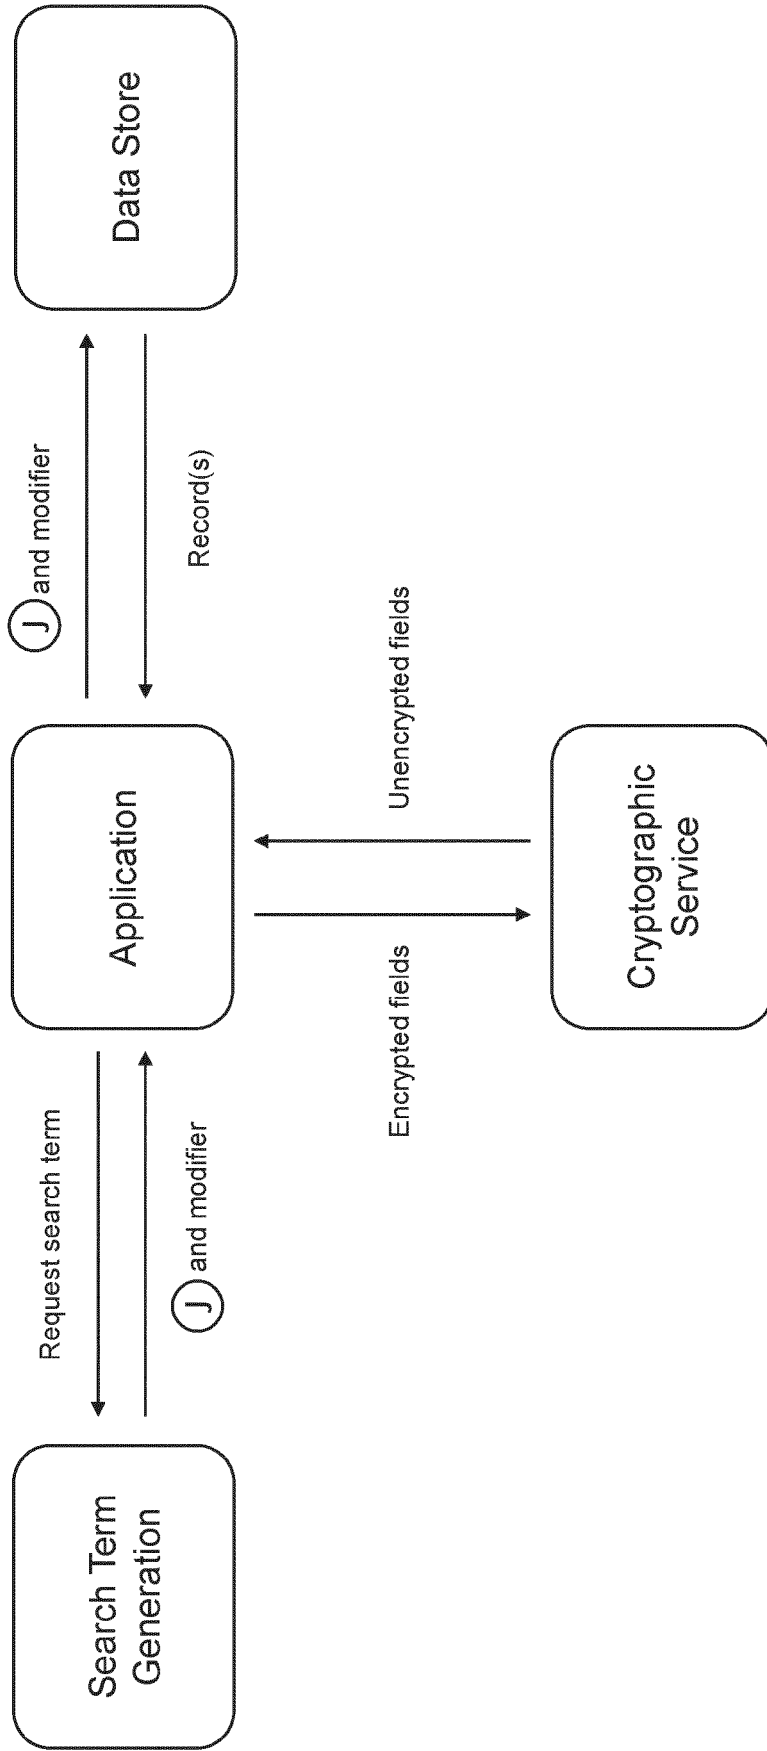 Request search term
J and modifier
Search Term
Generation
J and modifier
Application
Data Store
Record(s)
Encrypted fields
Unencrypted fields
Cryptographic
Service